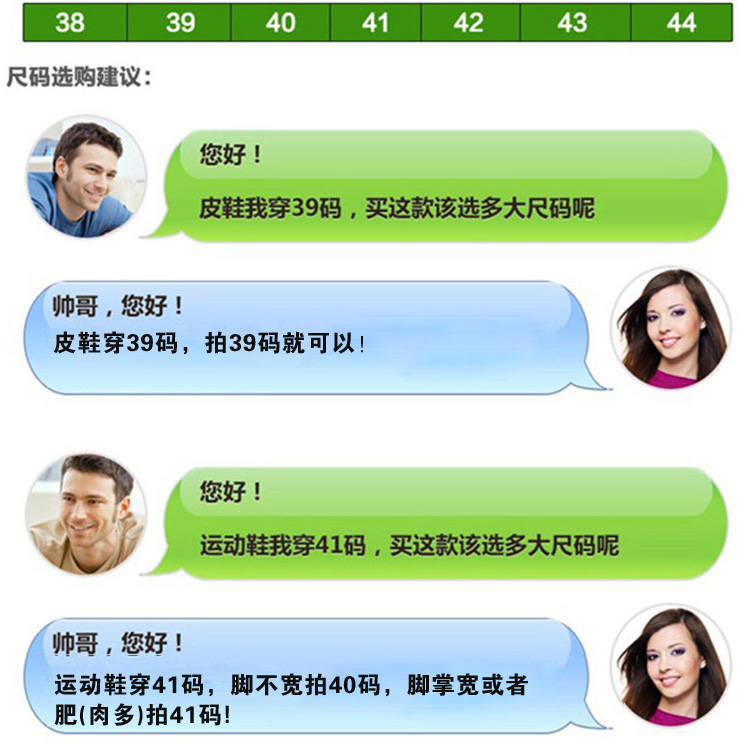 38 39 40 41 42 43 44
尺码选购建议：
您好！
皮鞋我穿39码，买这款该选多大尺码呢
帅哥，您好！
皮鞋穿39码，拍39码就可以！
您好！
运动鞋我穿41码，买这款该选多大尺码呢
帅哥，您好！
运动鞋穿41码，脚不宽拍40码，脚掌宽或者
肥(肉多)拍41码!